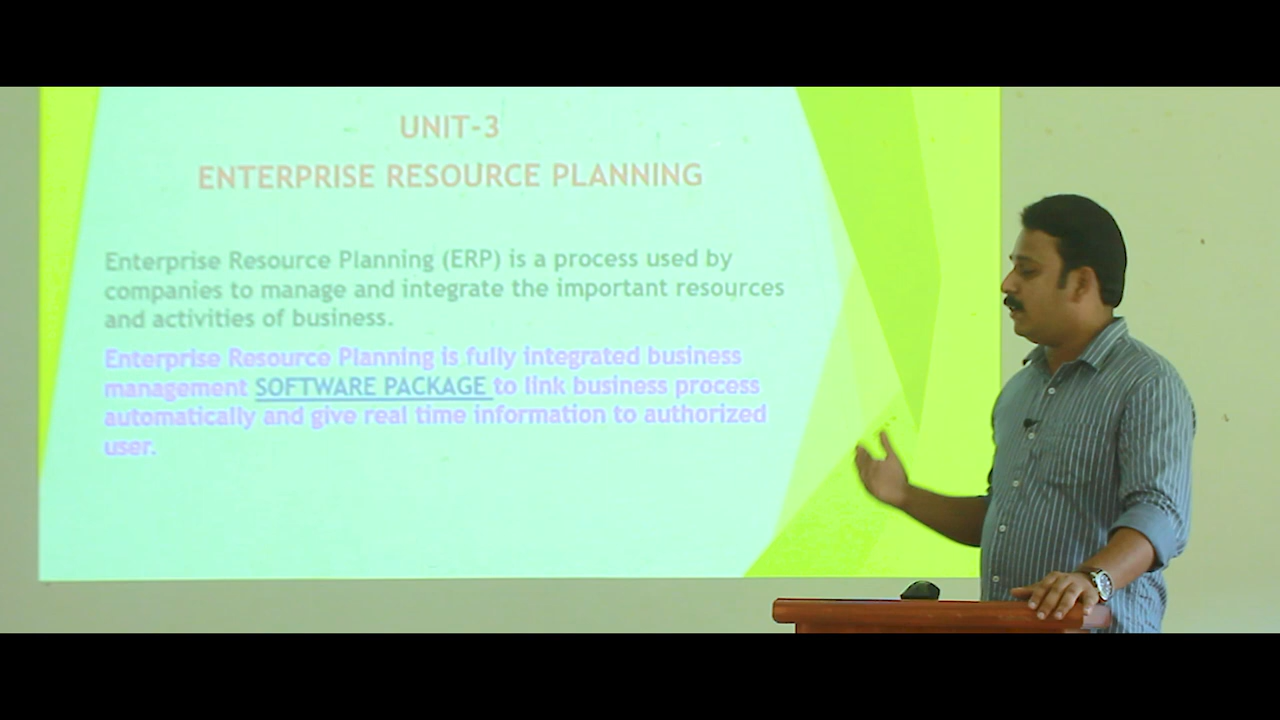 UNIT-3
ENTERPRISE RESOURCE PLANNING
Enterprise Resource Planning (ERP) is a process used by
companies to manage and integrate the important resources
and activities of business.
Enterprise Resource Planning is fully integrated business
management SOFTWARE PACKAGE to link business process
automatically and give real time information to authorized
user.